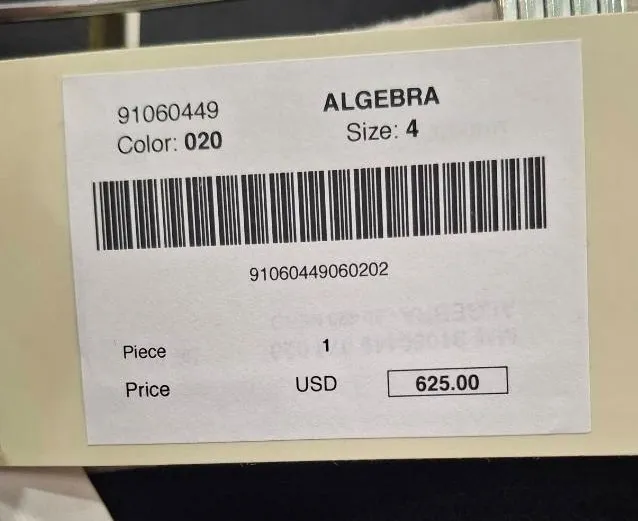 91060449 ALGEBRA
Color: 020 Size: 4
91060449060202
Piece 1
Price USD 625.00